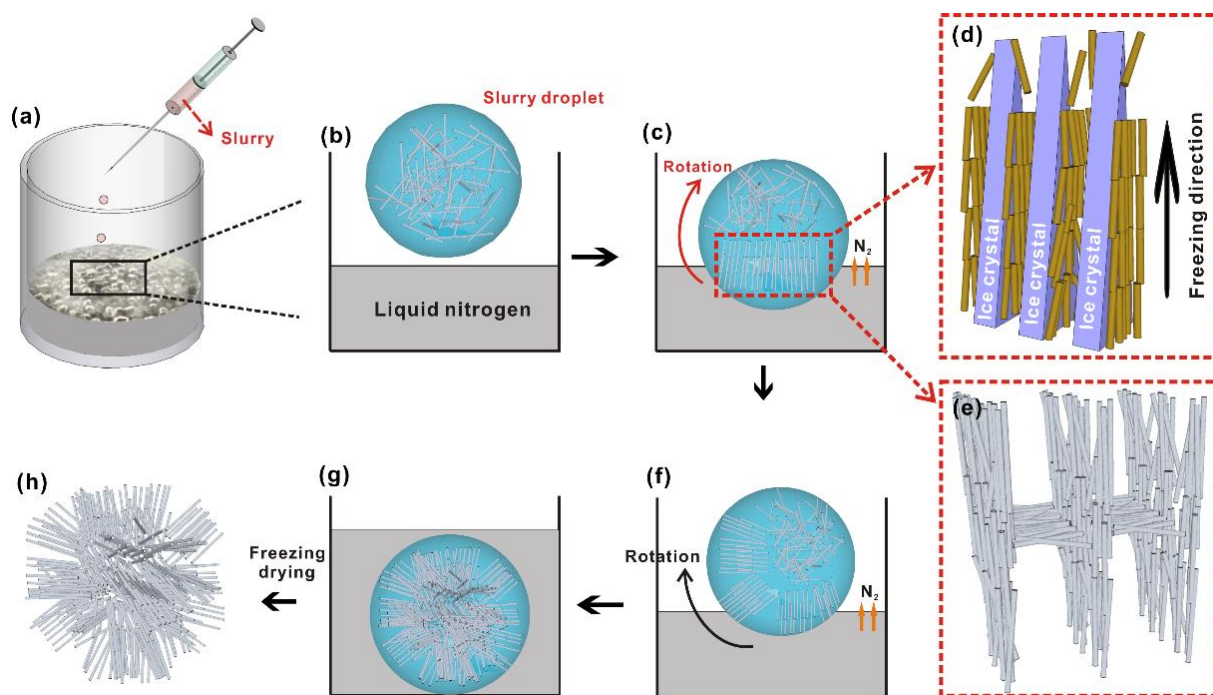 (a)
Slurry
(b)
Slurry droplet
Liquid nitrogen
(c)
Rotation
N2
(d)
Ice crystal
Ice crystal
Ice crystal
Freezing direction
(e)
(h)
Freezing
drying
(g)
(f)
Rotation
N2